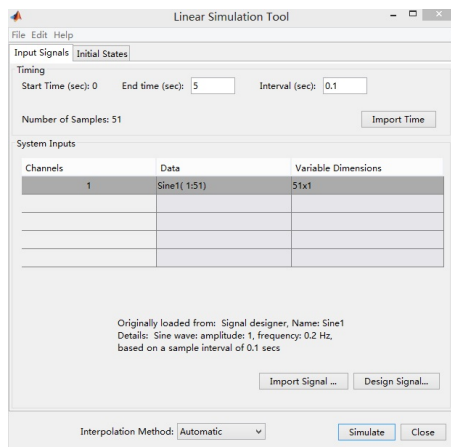 Linear Simulation Tool
File Edit Help
Input Signals Initial States
Timing
Start Time (sec): 0 End time (sec): 5 Interval (sec): 0.1
Number of Samples: 51 Import Time
System Inputs
Channels Data Variable Dimensions
1 Sine1( 1:51) 51x1
Originally loaded from: Signal designer, Name: Sine1
Details: Sine wave: amplitude: 1, frequency: 0.2 Hz,
based on a sample interval of 0.1 secs
Import Signal ... Design Signal...
Interpolation Method: Automatic Simulate Close